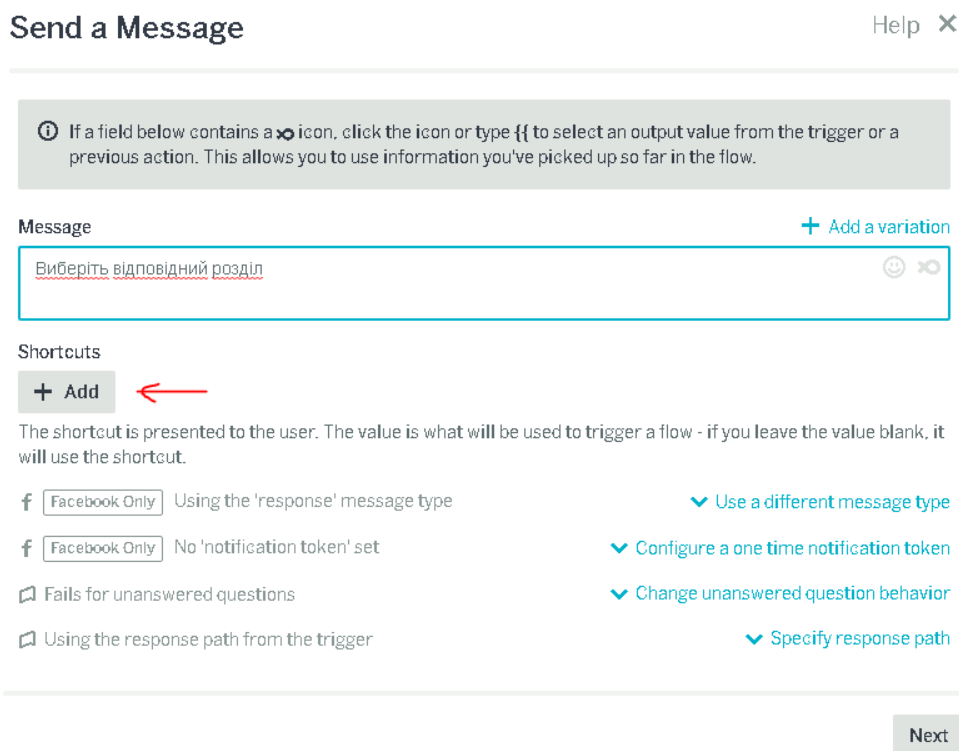 Send a Message
Help ✕
If a field below contains a icon, click the icon or type {{ to select an output value from the trigger or a
previous action. This allows you to use information you've picked up so far in the flow.
Message
+ Add a variation
Виберіть відповідний розділ
Shortcuts
+ Add
The shortcut is presented to the user. The value is what will be used to trigger a flow - if you leave the value blank, it
will use the shortcut.
f Facebook Only Using the 'response' message type
Use a different message type
f Facebook Only No 'notification token' set
Configure a one time notification token
Fails for unanswered questions
Change unanswered question behavior
Using the response path from the trigger
Specify response path
Next